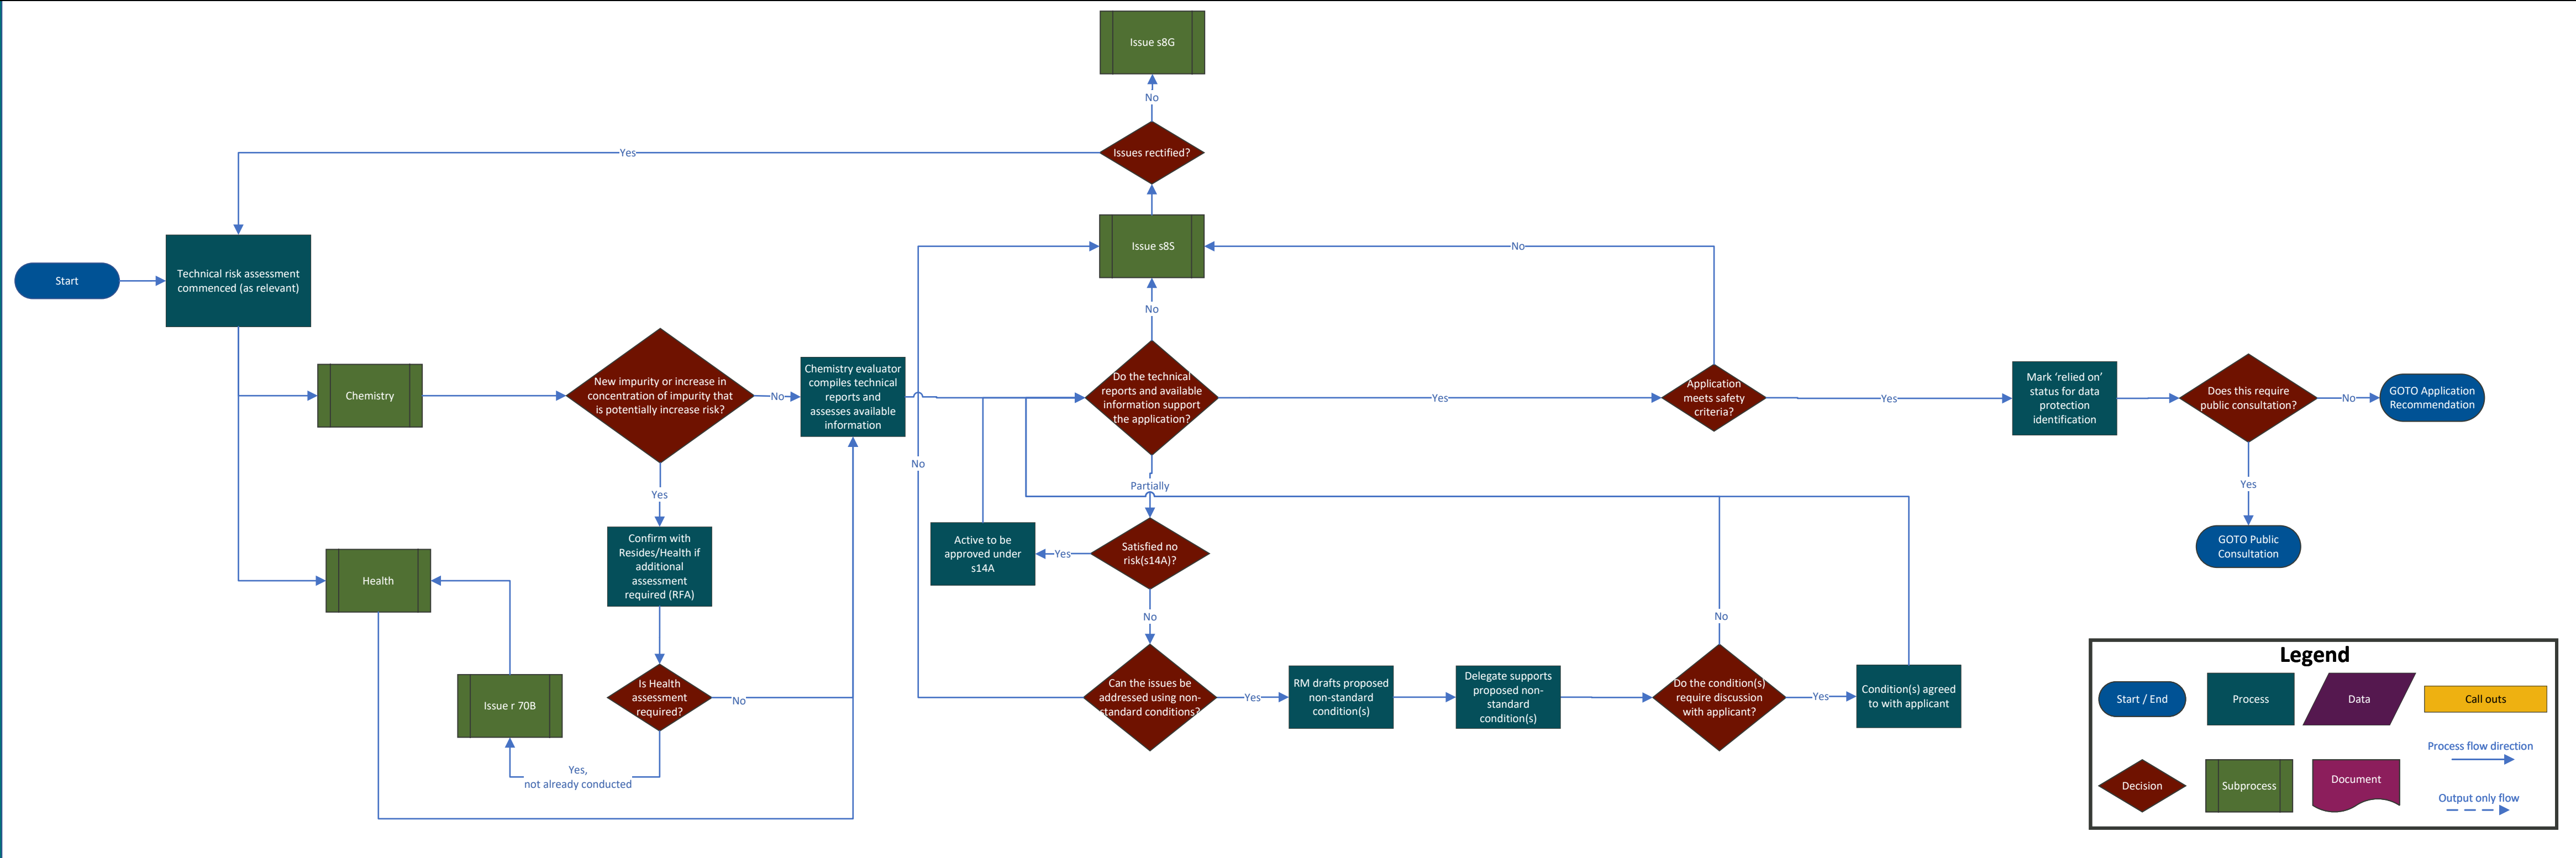 Issue s8G
No
Issues rectified?
Yes
Issue s8S
No
No
Start
Technical risk assessment
commenced (as relevant)
Chemistry
New impurity or increase in
concentration of impurity that
is potentially increase risk?
No
Chemistry evaluator
compiles technical
reports and
assesses available
information
Do the technical
reports and available
information support
the application?
Yes
Application
meets safety
criteria?
Yes
Mark ‘relied on’
status for data
protection
identification
Does this require
public consultation?
No
GOTO Application
Recommendation
No
Yes
Partially
Yes
GOTO Public
Consultation
Confirm with
Resides/Health if
additional
assessment
required (RFA)
Active to be
approved under
s14A
Yes
Satisfied no
risk(s14A)?
Health
No
No
Issue r 70B
Is Health
assessment
required?
No
Yes,
not already conducted
Can the issues be
addressed using non-
standard conditions?
Yes
RM drafts proposed
non-standard
condition(s)
Delegate supports
proposed non-
standard
condition(s)
Do the condition(s)
require discussion
with applicant?
Yes
Condition(s) agreed
to with applicant
Legend
Start / End
Process
Data
Call outs
Process flow direction
Decision
Subprocess
Document
Output only flow